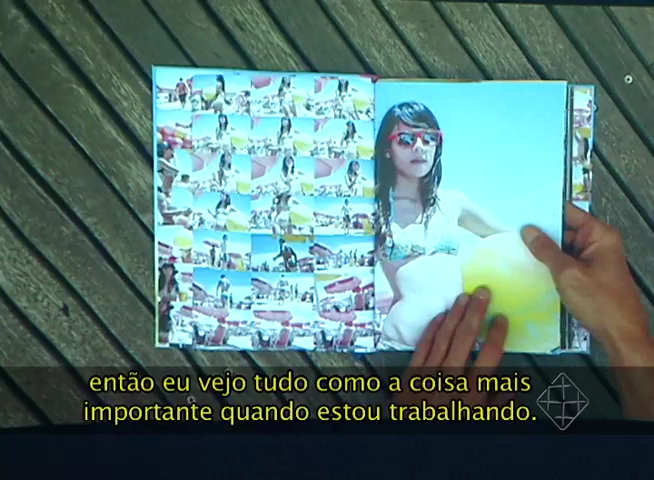 então eu vejo tudo como a coisa mais
importante quando estou trabalhando.